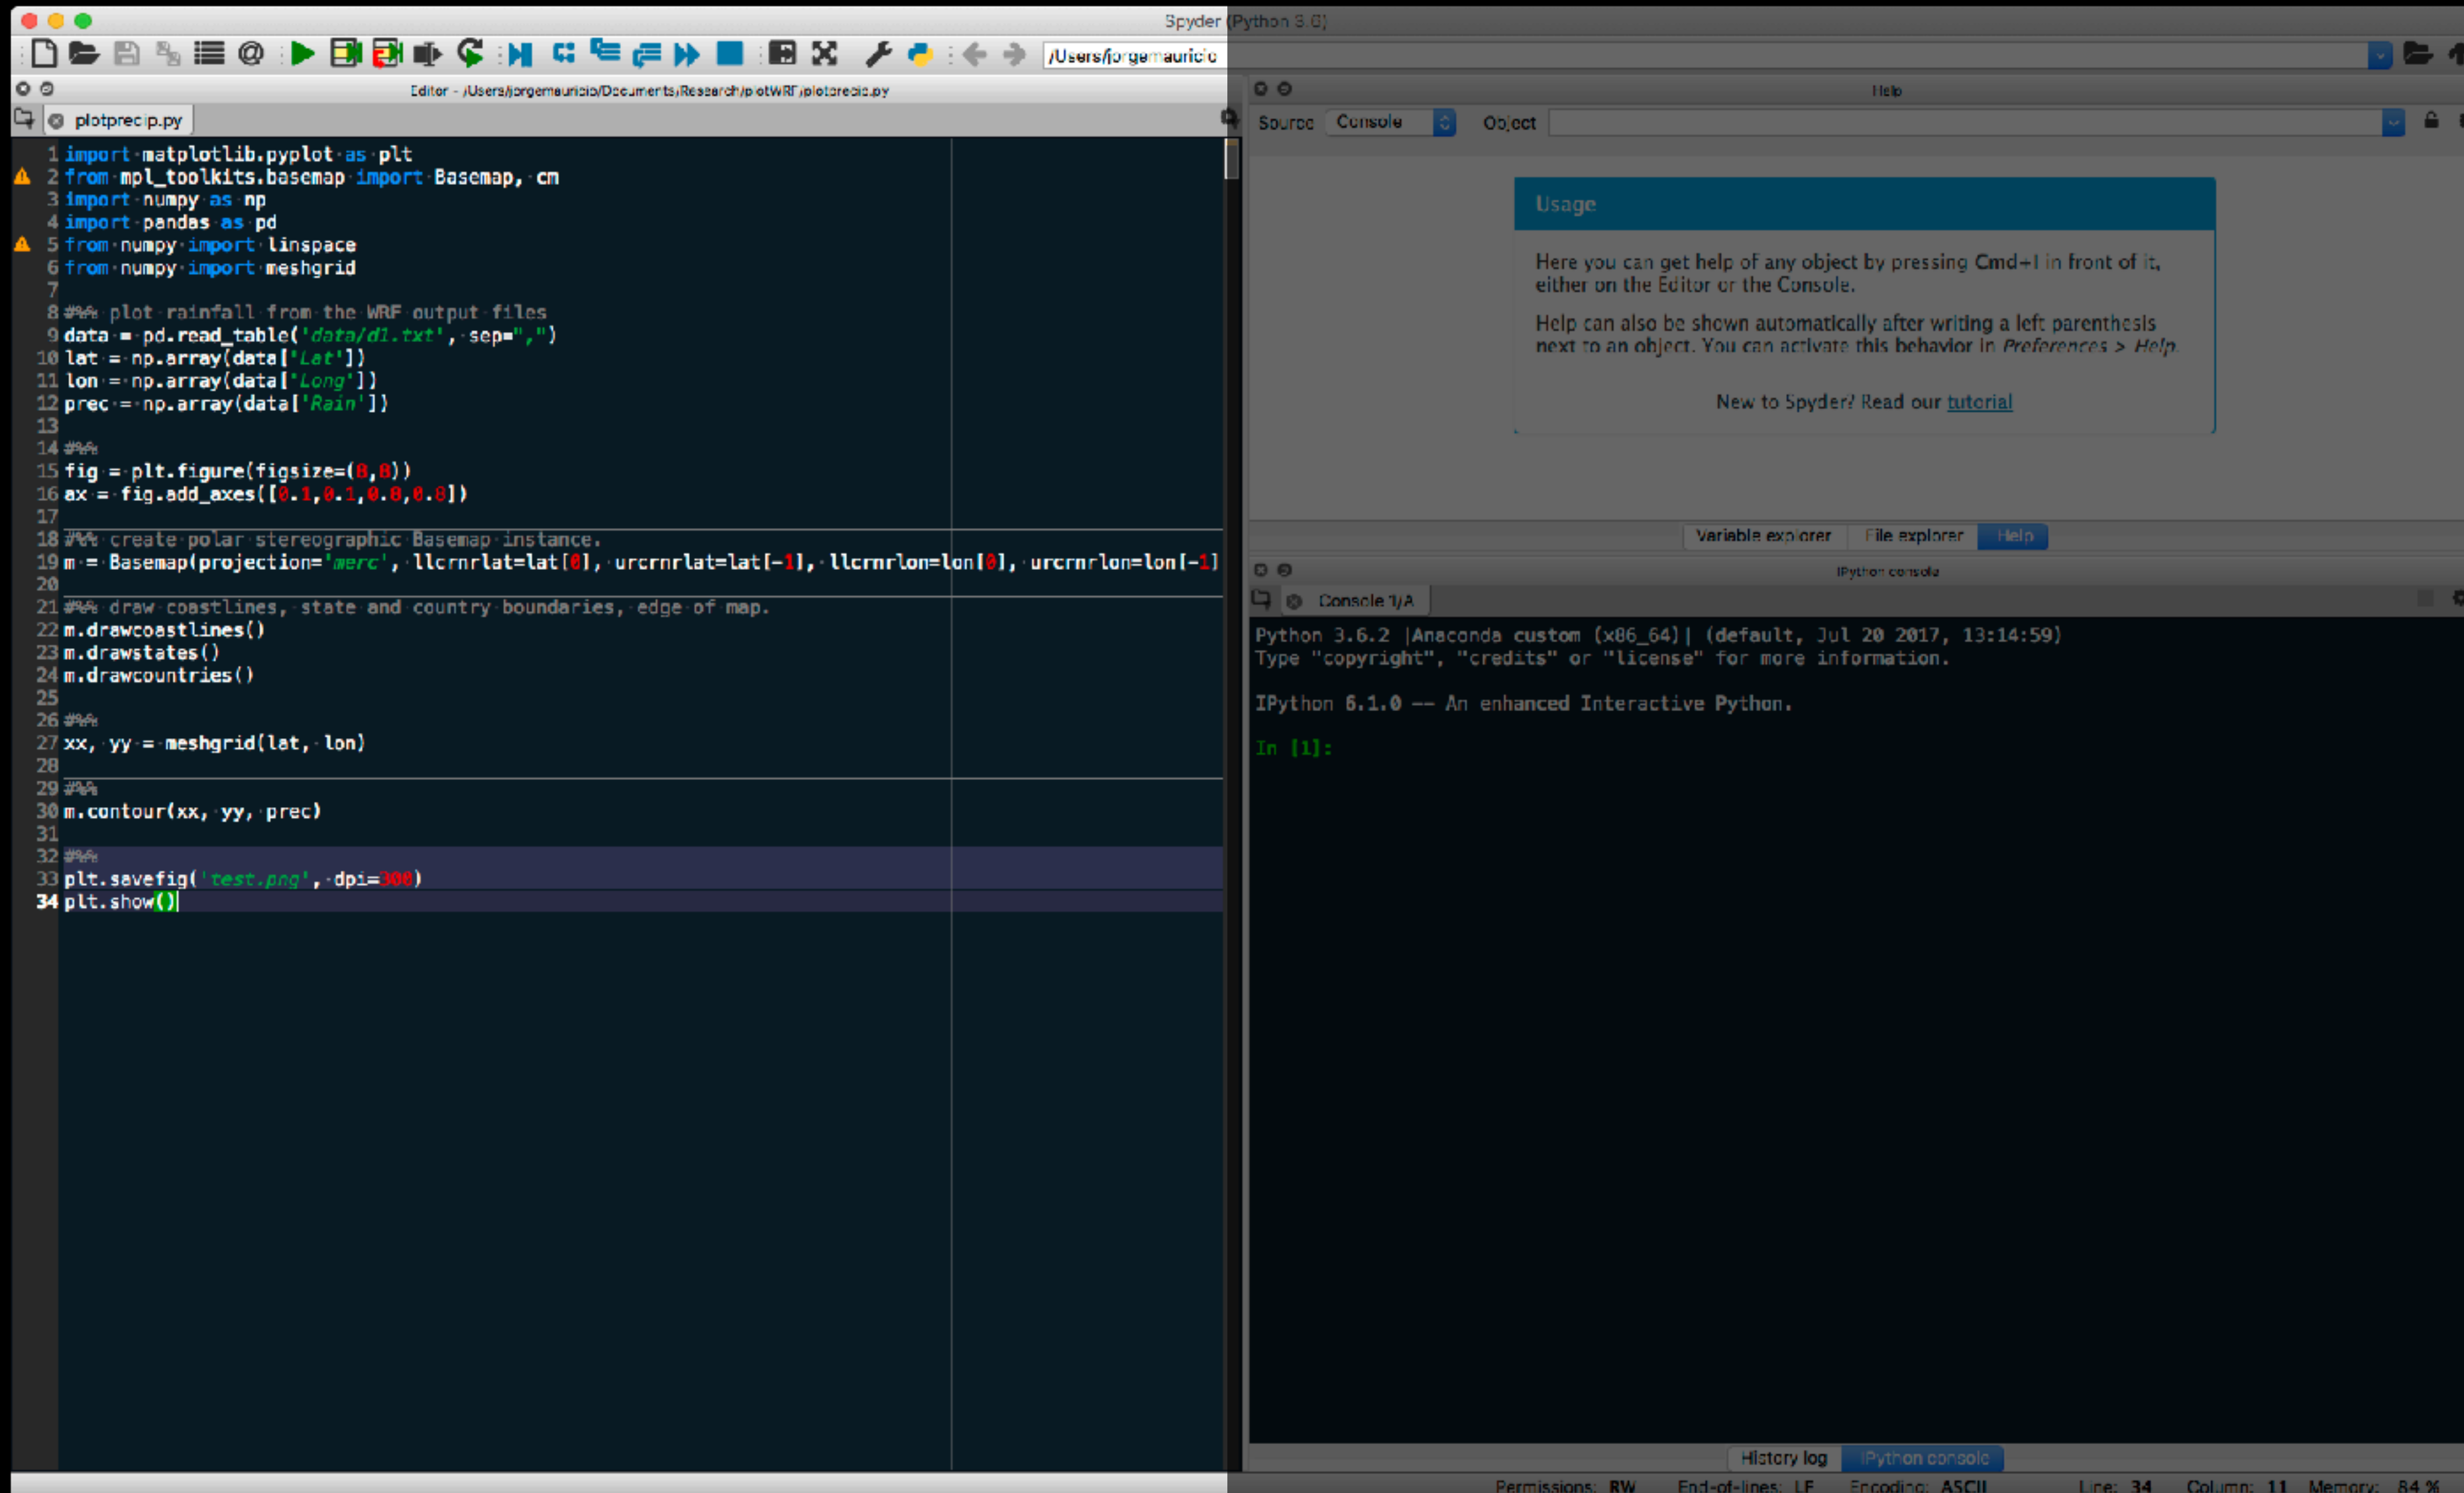 Spyder (Python 3.6)
/Users/jorgemauricio
Editor - /Users/jorgemauricio/Documents/Research/plotWRF/plotprecip.py
plotprecip.py
1 import matplotlib.pyplot as plt
2 from mpl_toolkits.basemap import Basemap, cm
3 import numpy as np
4 import pandas as pd
5 from numpy import linspace
6 from numpy import meshgrid
7
8 #%% plot rainfall from the WRF output files
9 data = pd.read_table('data/d1.txt', sep=",")
10 lat = np.array(data['Lat'])
11 lon = np.array(data['Long'])
12 prec = np.array(data['Rain'])
13
14 #%%
15 fig = plt.figure(figsize=(8,8))
16 ax = fig.add_axes([0.1,0.1,0.8,0.8])
17
18 #%% create polar stereographic Basemap instance.
19 m = Basemap(projection='merc', llcrnrlat=lat[0], urcrnrlat=lat[-1], llcrnrlon=lon[0], urcrnrlon=lon[-1]
20
21 #%% draw coastlines, state and country boundaries, edge of map.
22 m.drawcoastlines()
23 m.drawstates()
24 m.drawcountries()
25
26 #%%
27 xx, yy = meshgrid(lat, lon)
28
29 #%%
30 m.contour(xx, yy, prec)
31
32 #%%
33 plt.savefig('test.png', dpi=300)
34 plt.show()
Help
Source Console Object
Usage
Here you can get help of any object by pressing Cmd+I in front of it,
either on the Editor or the Console.
Help can also be shown automatically after writing a left parenthesis
next to an object. You can activate this behavior in Preferences > Help.
New to Spyder? Read our tutorial
Variable explorer File explorer Help
IPython console
Console 1/A
Python 3.6.2 |Anaconda custom (x86_64)| (default, Jul 20 2017, 13:14:59)
Type "copyright", "credits" or "license" for more information.
IPython 6.1.0 -- An enhanced Interactive Python.
In [1]:
History log IPython console
Permissions: RW End-of-lines: LF Encoding: ASCII Line: 34 Column: 11 Memory: 84 %